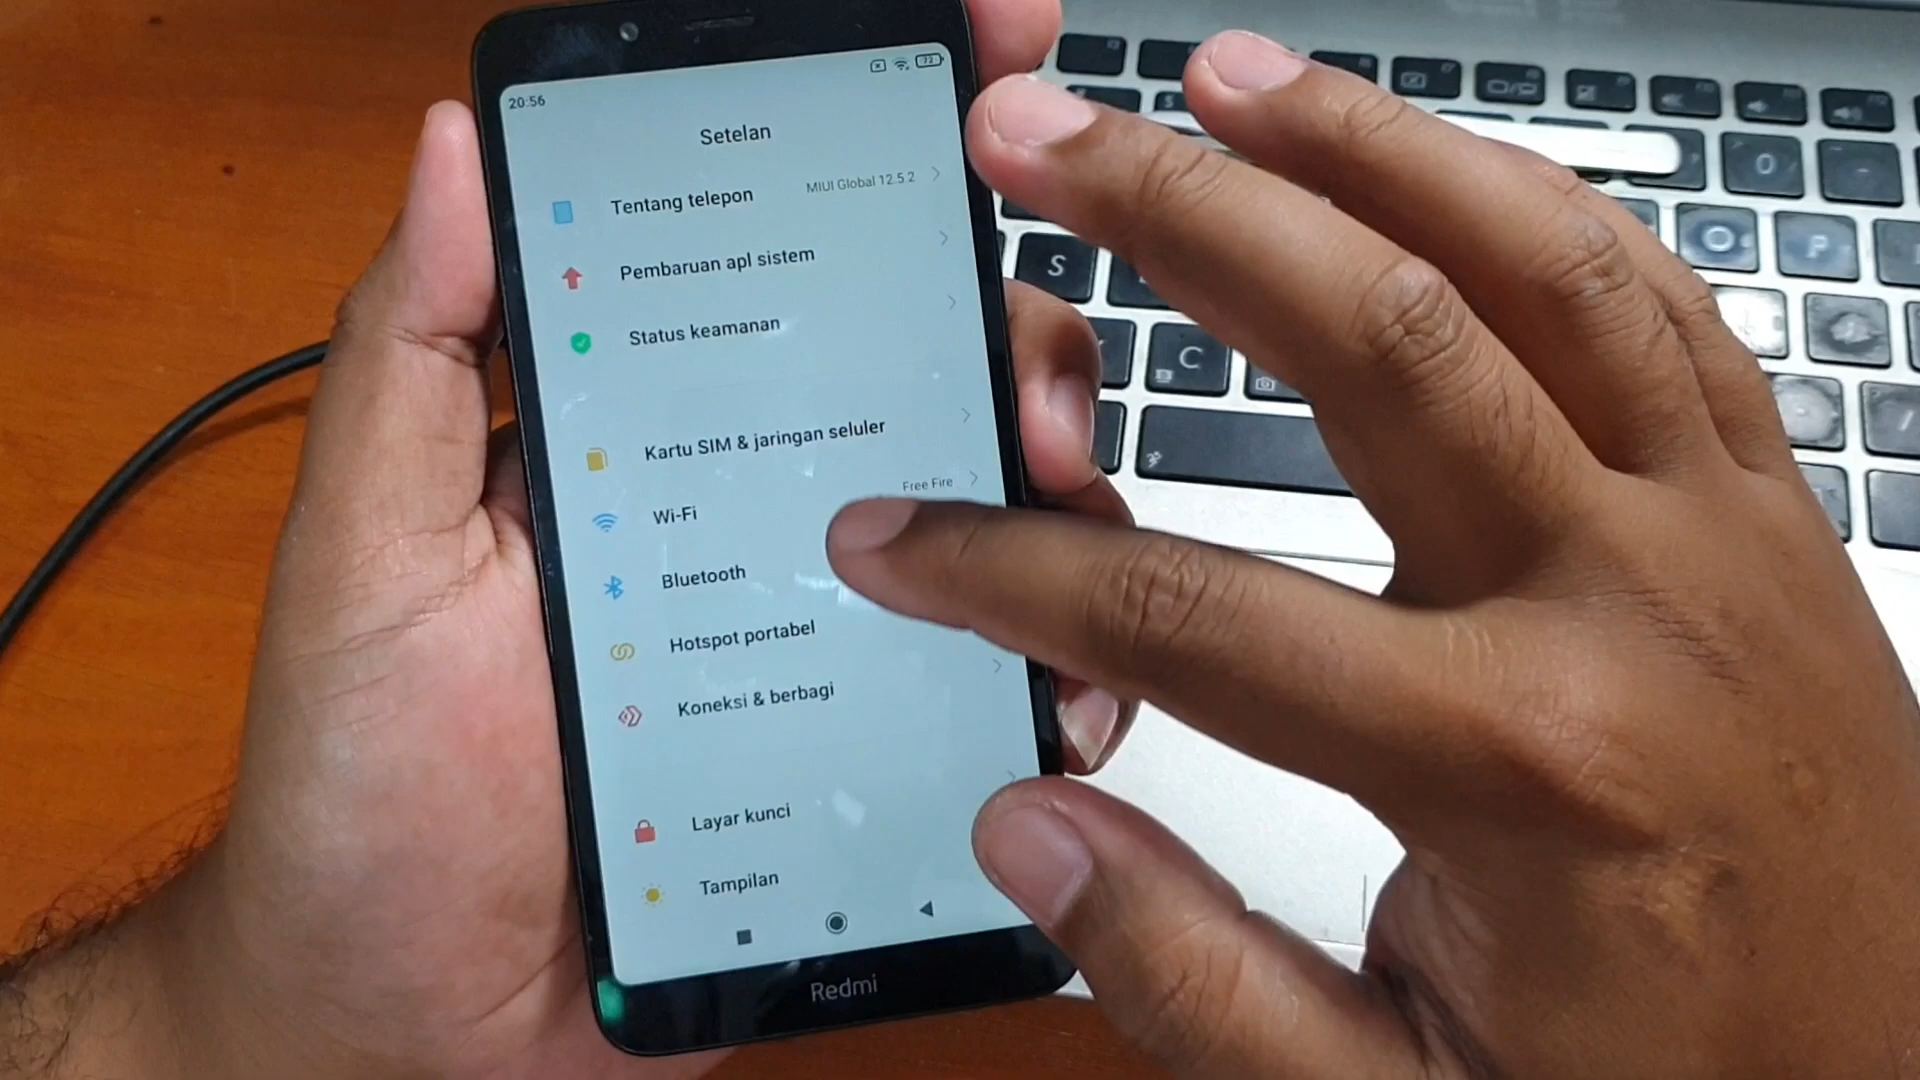 20:56
72
Setelan
Tentang telepon
MIUI Global 12.5.2
Pembaruan apl sistem
Status keamanan
Kartu SIM & jaringan seluler
Wi-Fi
Free Fire
Bluetooth
Hotspot portabel
Koneksi & berbagi
Layar kunci
Tampilan
Redmi
S
C
O
P